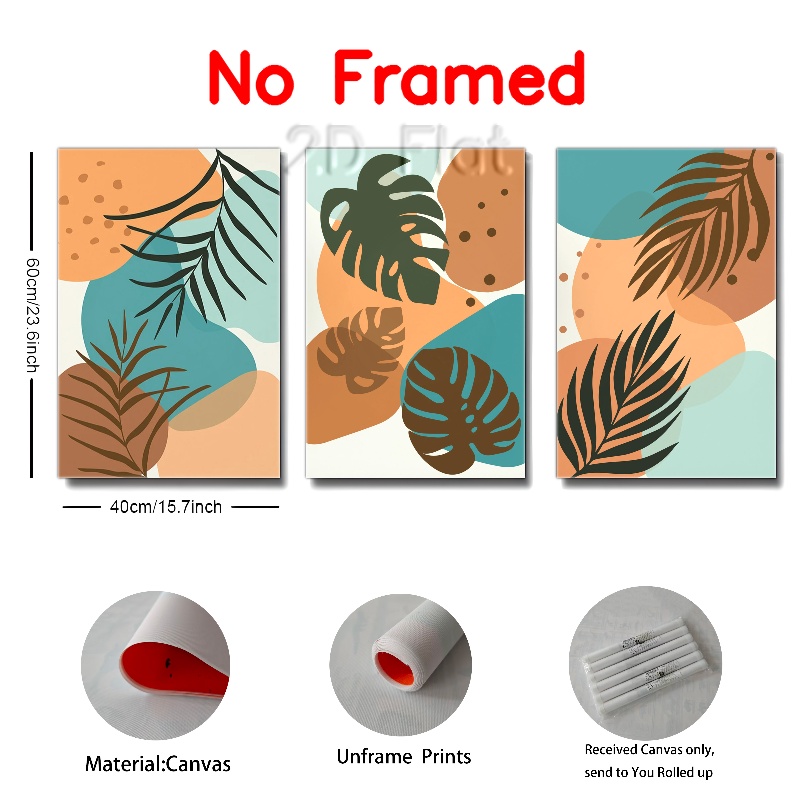 No Framed
2D Flat
60cm/23.6inch
40cm/15.7inch
Material:Canvas
Unframe Prints
Received Canvas only,
send to You Rolled up